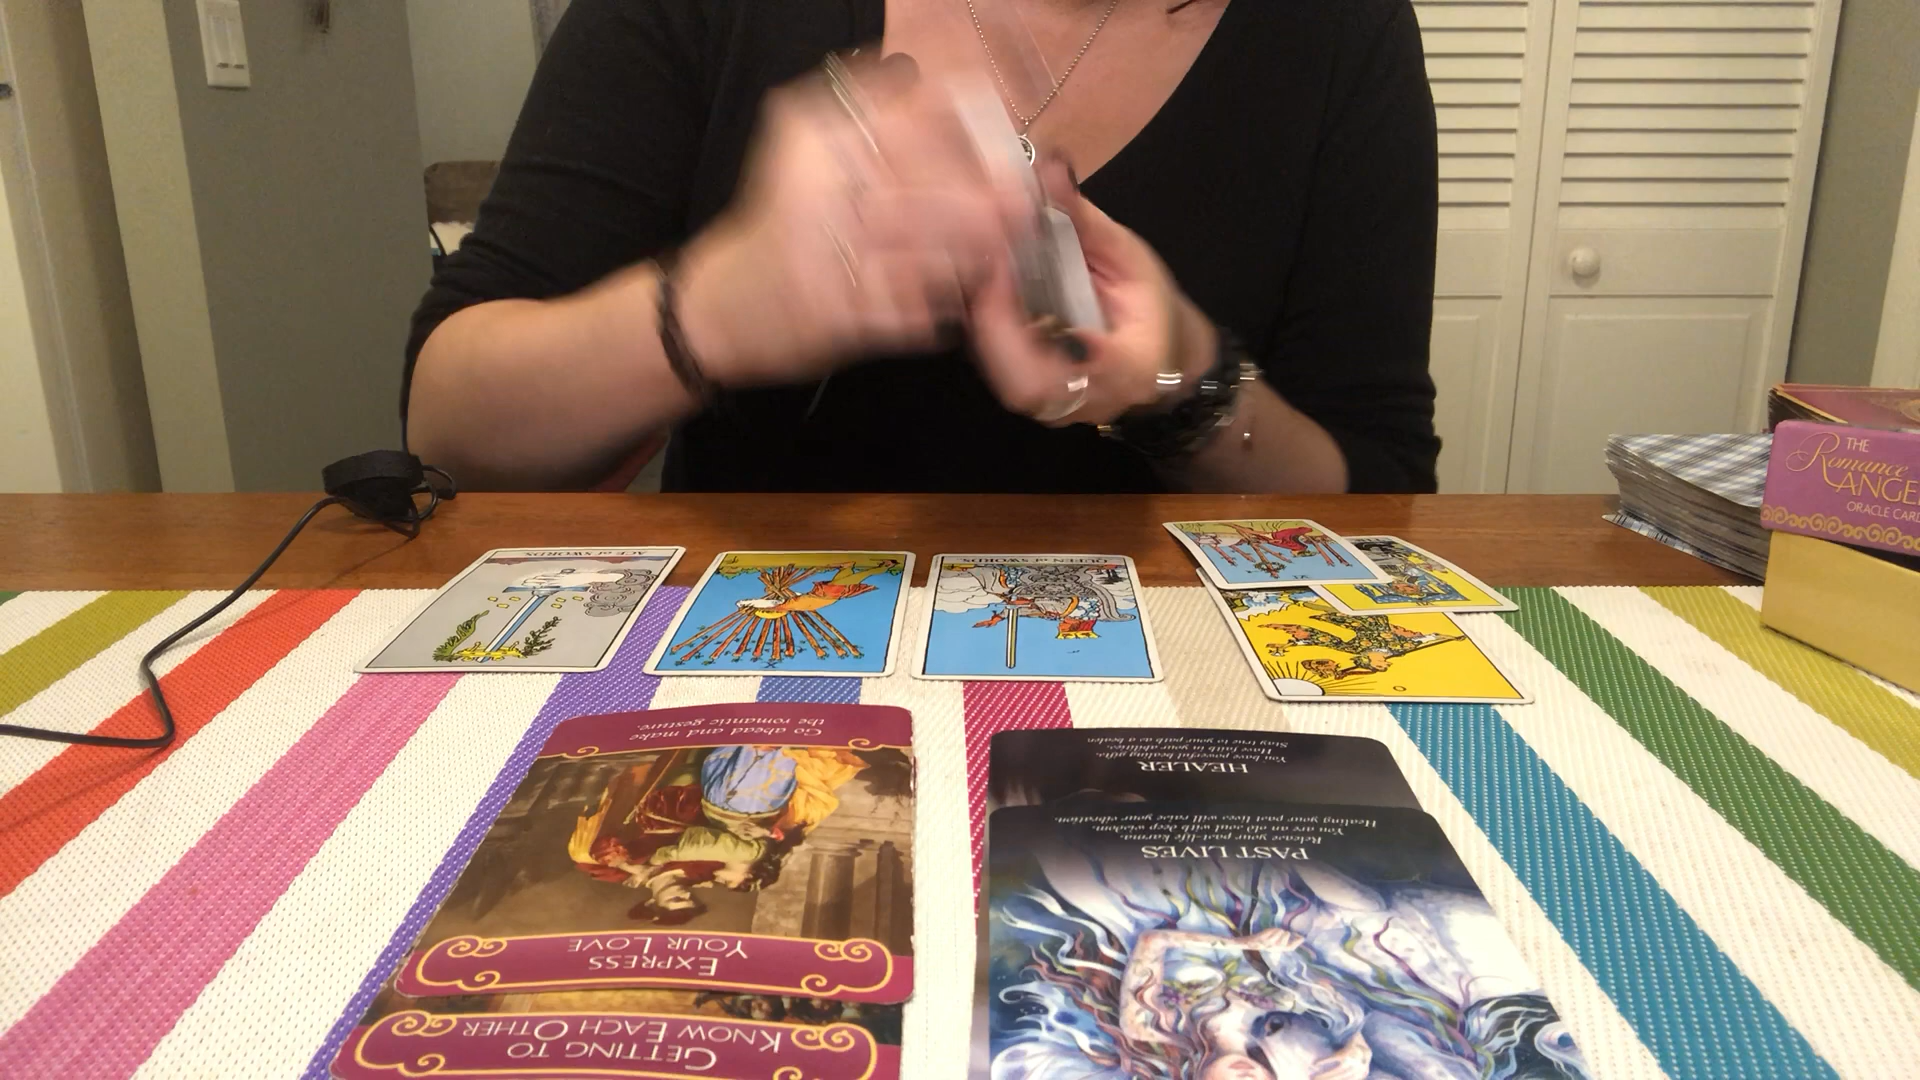 THE
Romance
ANGE
ORACLE CARD
ACE of SWORDS
QUEEN of SWORDS
XI
Go ahead and make
the romantic gesture.
EXPRESS
YOUR LOVE
GETTING TO
KNOW EACH OTHER
HEALER
You have powerful healing gifts.
Have faith in your abilities.
Stay true to your path as a healer.
PAST LIVES
Release your past-life karma.
You are an old soul with deep wisdom.
Healing your past lives will raise your vibration.